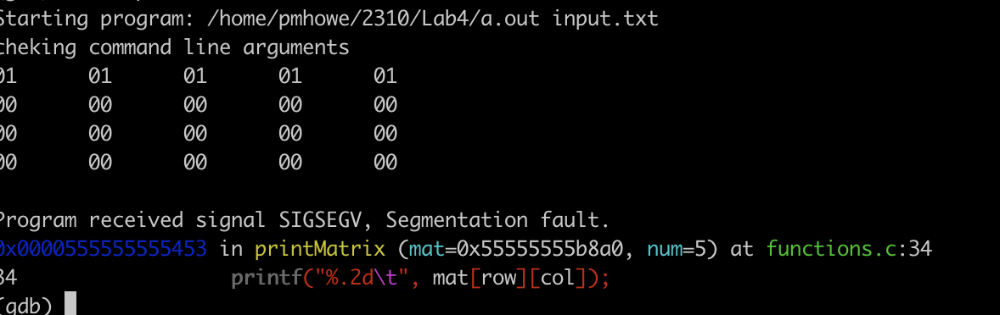 Starting program: /home/pmhowe/2310/Lab4/a.out input.txt
cheking command line arguments
01 01 01 01 01
00 00 00 00 00
00 00 00 00 00
00 00 00 00 00
Program received signal SIGSEGV, Segmentation fault.
0x0000555555555453 in printMatrix (mat=0x55555555b8a0, num=5) at functions.c:34
34 printf("%.2d\t", mat[row][col]);
(gdb)